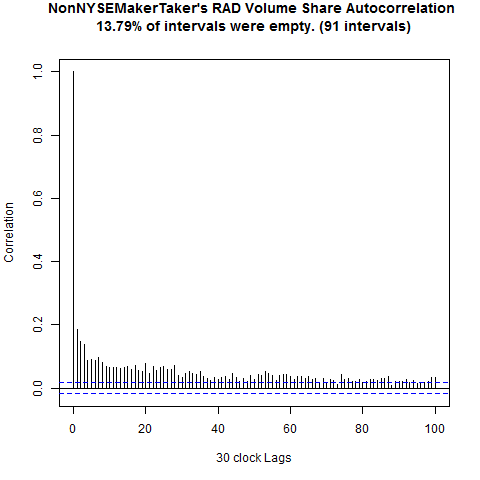 NonNYSEMakerTaker's RAD Volume Share Autocorrelation
13.79% of intervals were empty. (91 intervals)
1.0
0.8
0.6
0.4
0.2
0.0
Correlation
0 20 40 60 80 100
30 clock Lags